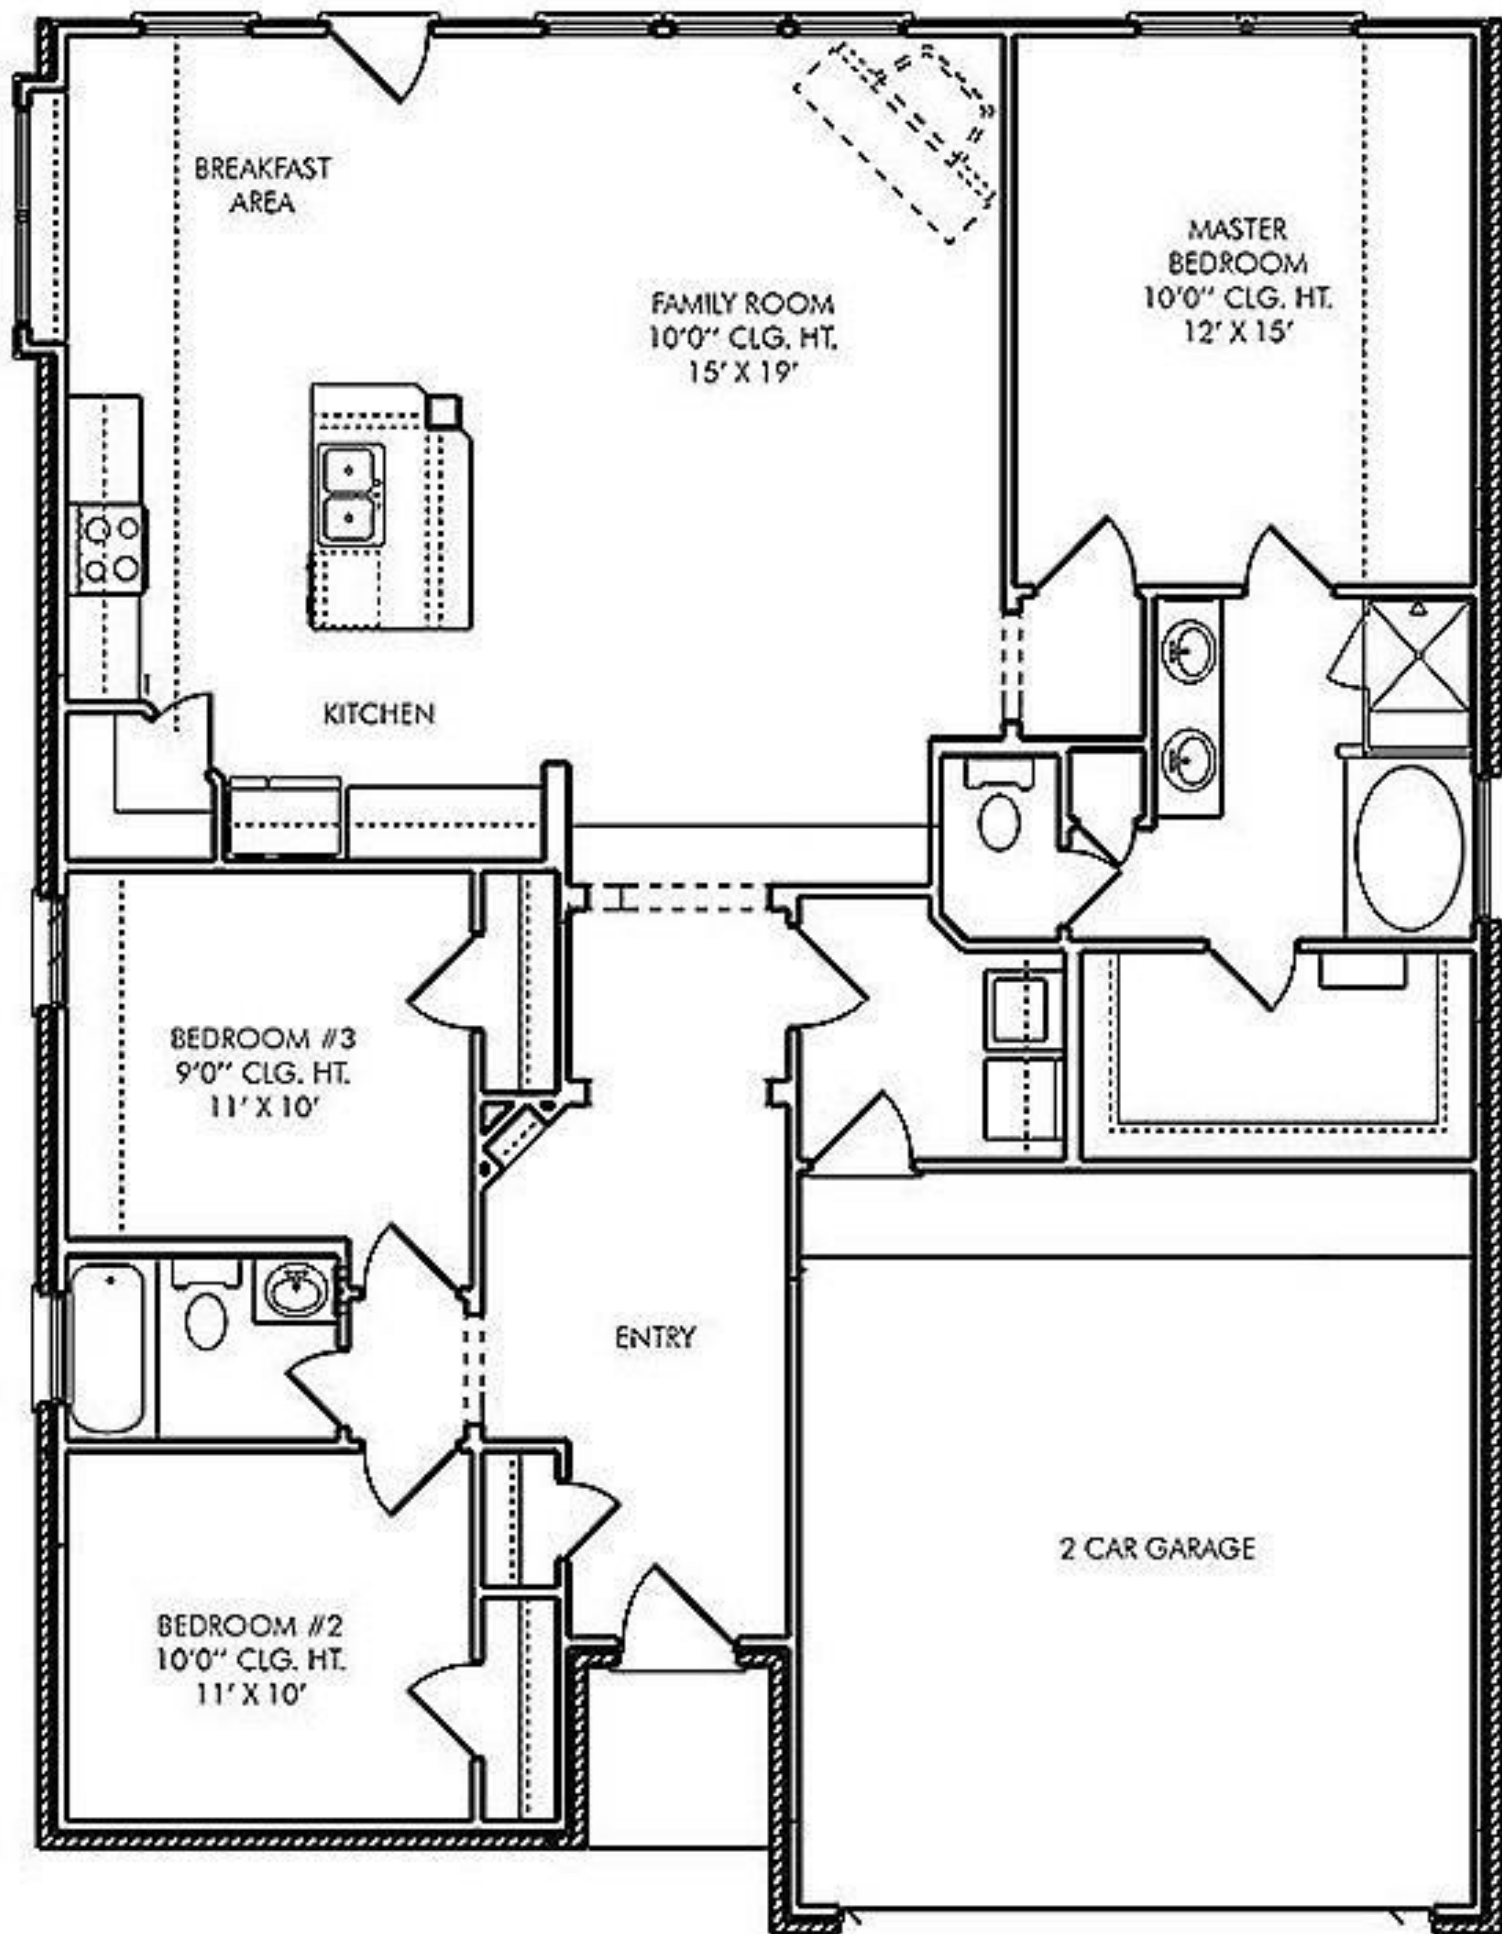 BREAKFAST
AREA
FAMILY ROOM
10'0" CLG. HT.
15' X 19'
MASTER
BEDROOM
10'0" CLG. HT.
12' X 15'
KITCHEN
BEDROOM #3
9'0" CLG. HT.
11' X 10'
ENTRY
BEDROOM #2
10'0" CLG. HT.
11' X 10'
2 CAR GARAGE